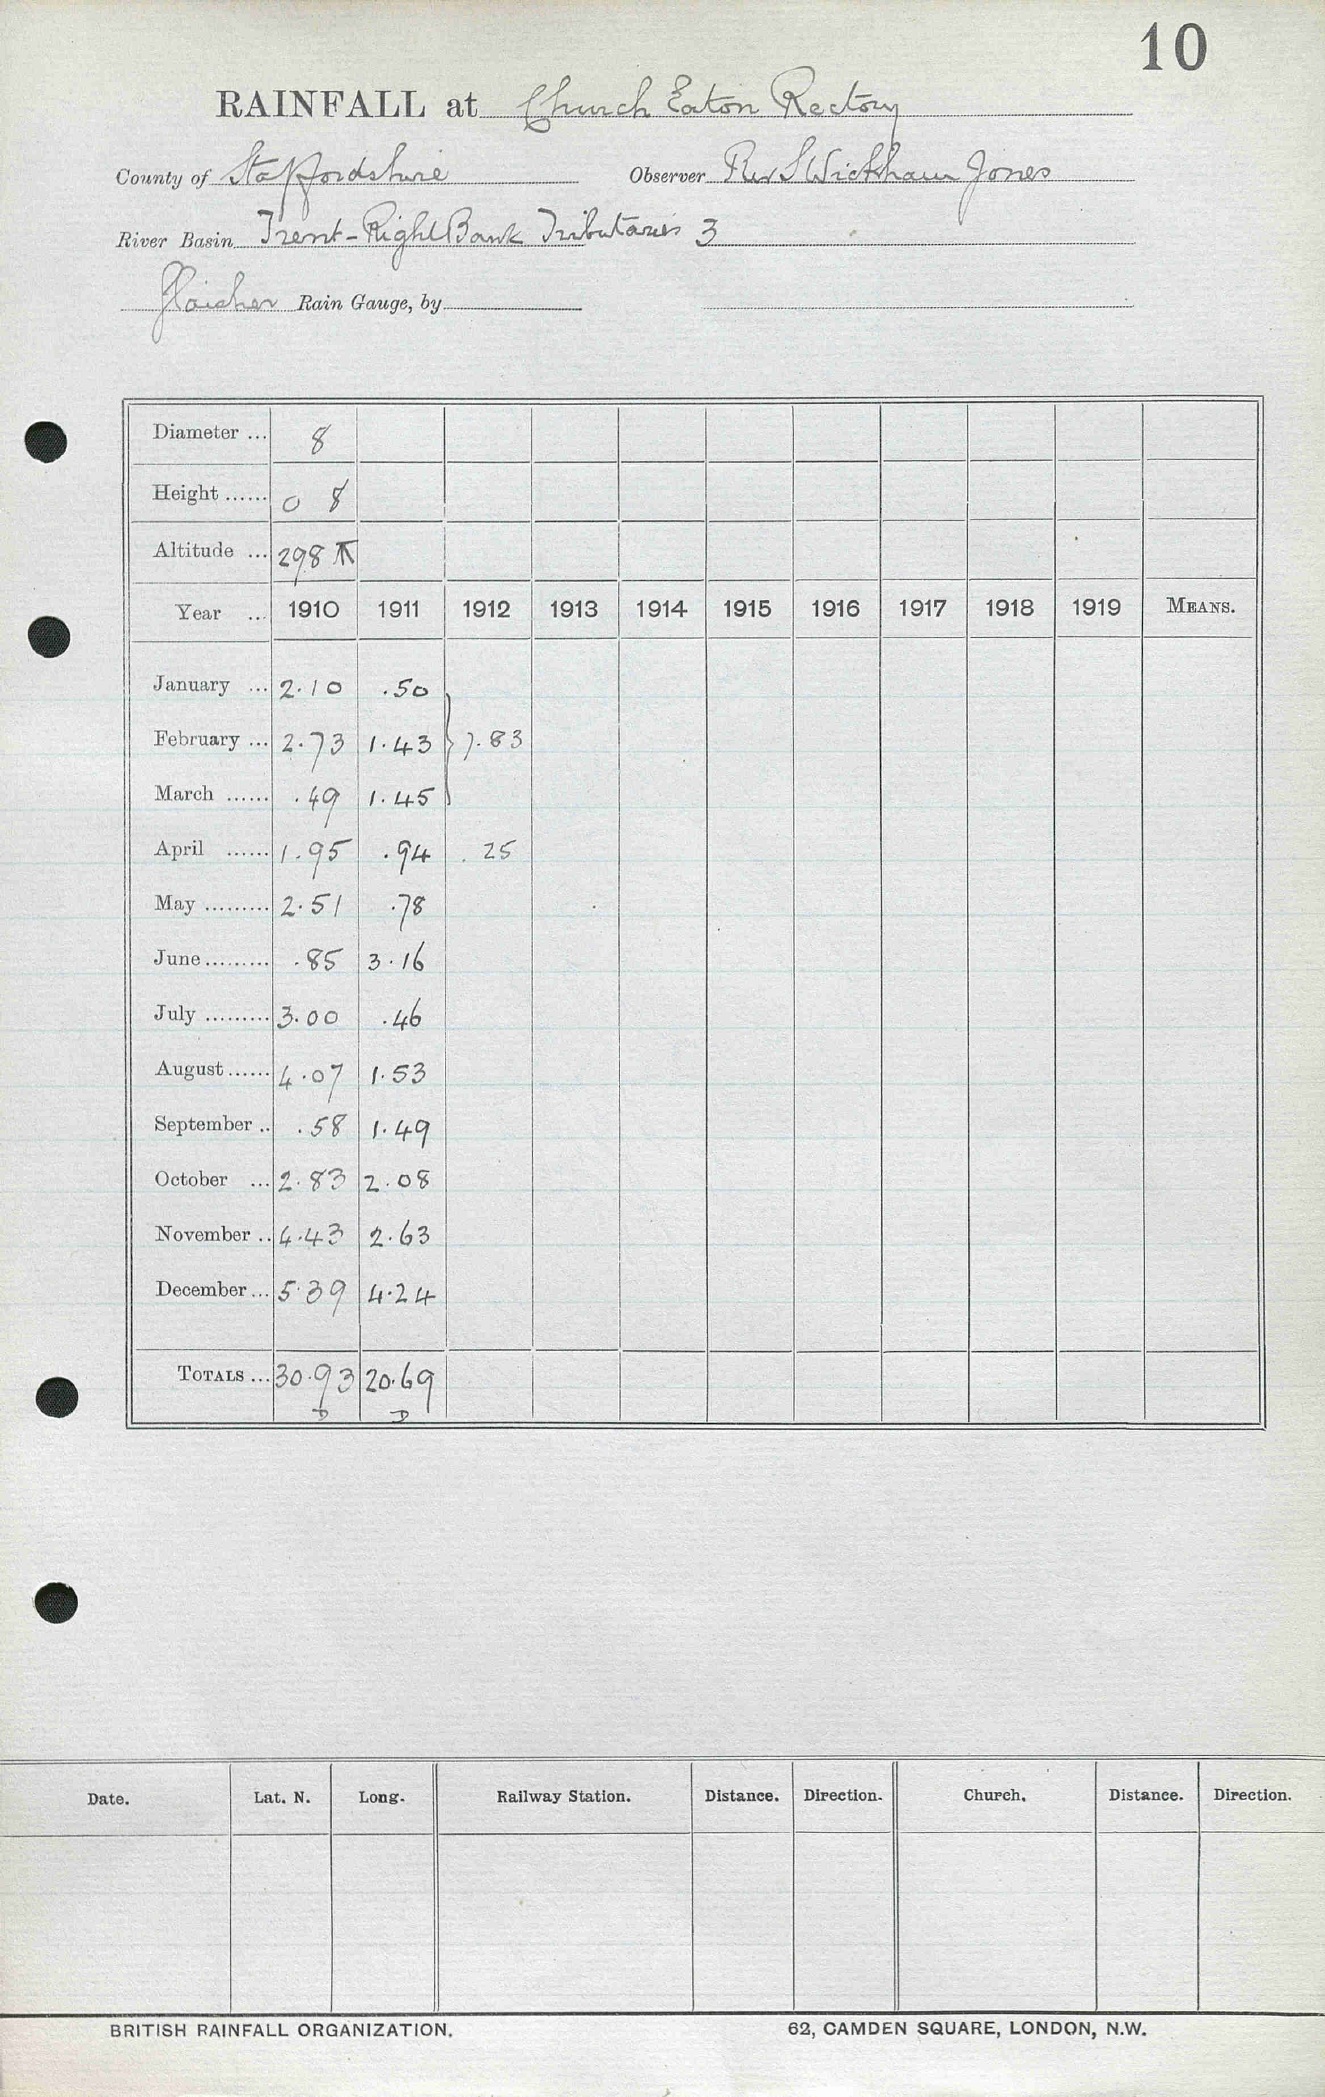 10
RAINFALL at Church Eaton Rectory
County of Staffordshire Observer Rev S Wickham Jones
River Basin Trent - Right Bank Tributaries 3
Glaisher Rain Gauge, by
Diameter ... 8
Height ...... 0 8
Altitude ... 298
Year ... 1910 1911 1912 1913 1914 1915 1916 1917 1918 1919 MEANS.
January ... 2.10 .50
February ... 2.73 1.43 } 7.83
March ...... .49 1.45
April ...... 1.95 .94 .25
May ......... 2.51 .78
June ......... .85 3.16
July ......... 3.00 .46
August ...... 4.07 1.53
September .. .58 1.49
October ... 2.83 2.08
November .. 4.43 2.63
December ... 5.39 4.24
TOTALS ... 30.93 20.69
D D
Date. Lat. N. Long. Railway Station. Distance. Direction. Church. Distance. Direction.
BRITISH RAINFALL ORGANIZATION. 62, CAMDEN SQUARE, LONDON, N.W.